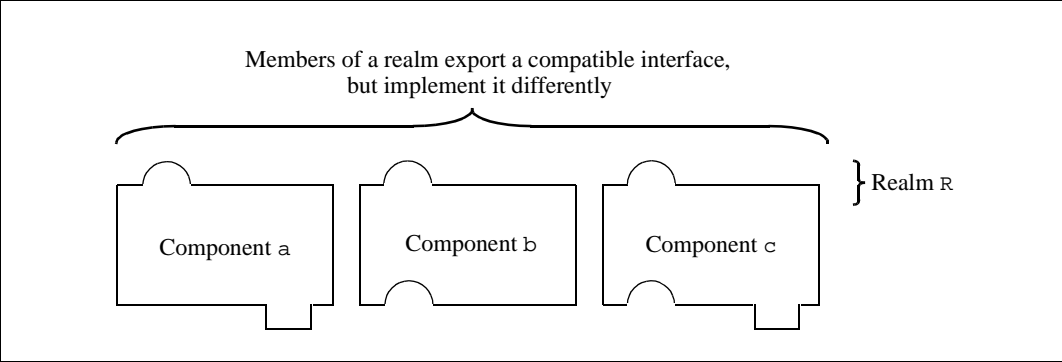 Members of a realm export a compatible interface,
but implement it differently
Realm R
Component a
Component b
Component c